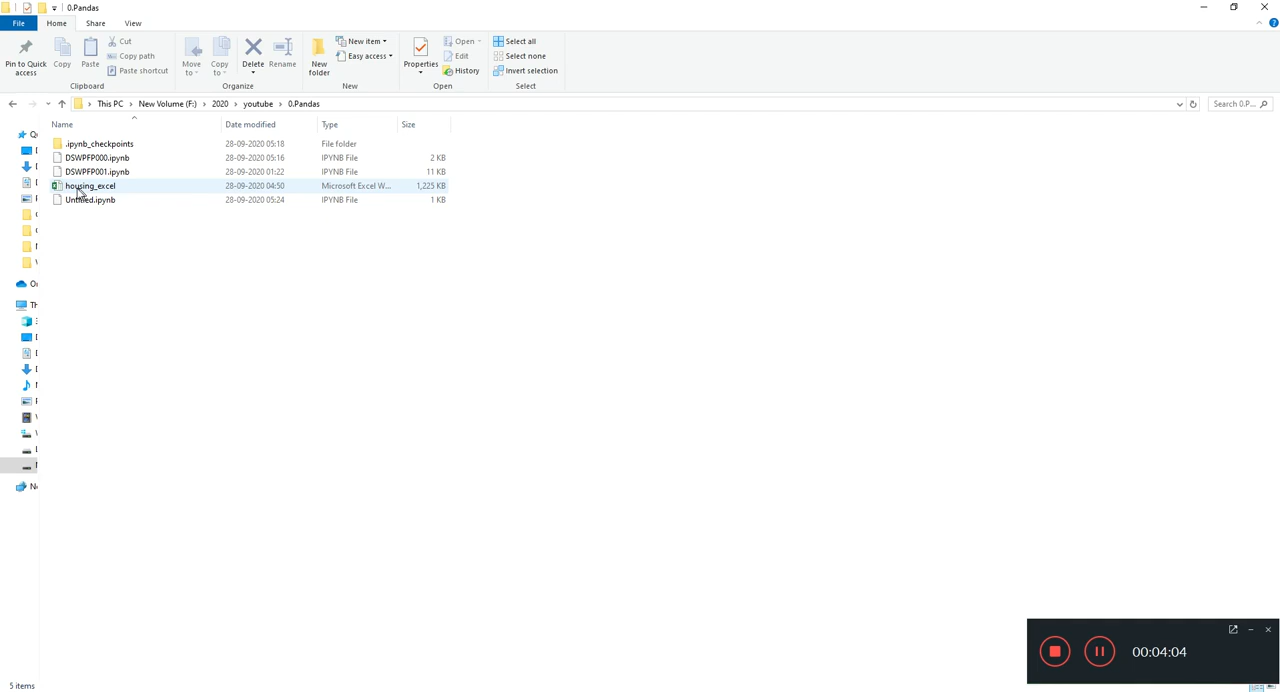 0.Pandas
File Home Share View
Pin to Quick access
Copy
Paste
Cut
Copy path
Paste shortcut
Clipboard
Move to
Copy to
Delete
Rename
Organize
New folder
New item
Easy access
New
Properties
Open
Edit
History
Open
Select all
Select none
Invert selection
Select
This PC > New Volume (F:) > 2020 > youtube > 0.Pandas
Search 0.P...
Name Date modified Type Size
.ipynb_checkpoints 28-09-2020 05:18 File folder
DSWPFP000.ipynb 28-09-2020 05:16 IPYNB File 2 KB
DSWPFP001.ipynb 28-09-2020 01:22 IPYNB File 11 KB
housing_excel 28-09-2020 04:50 Microsoft Excel W... 1,225 KB
Untitled.ipynb 28-09-2020 05:24 IPYNB File 1 KB
00:04:04
5 items